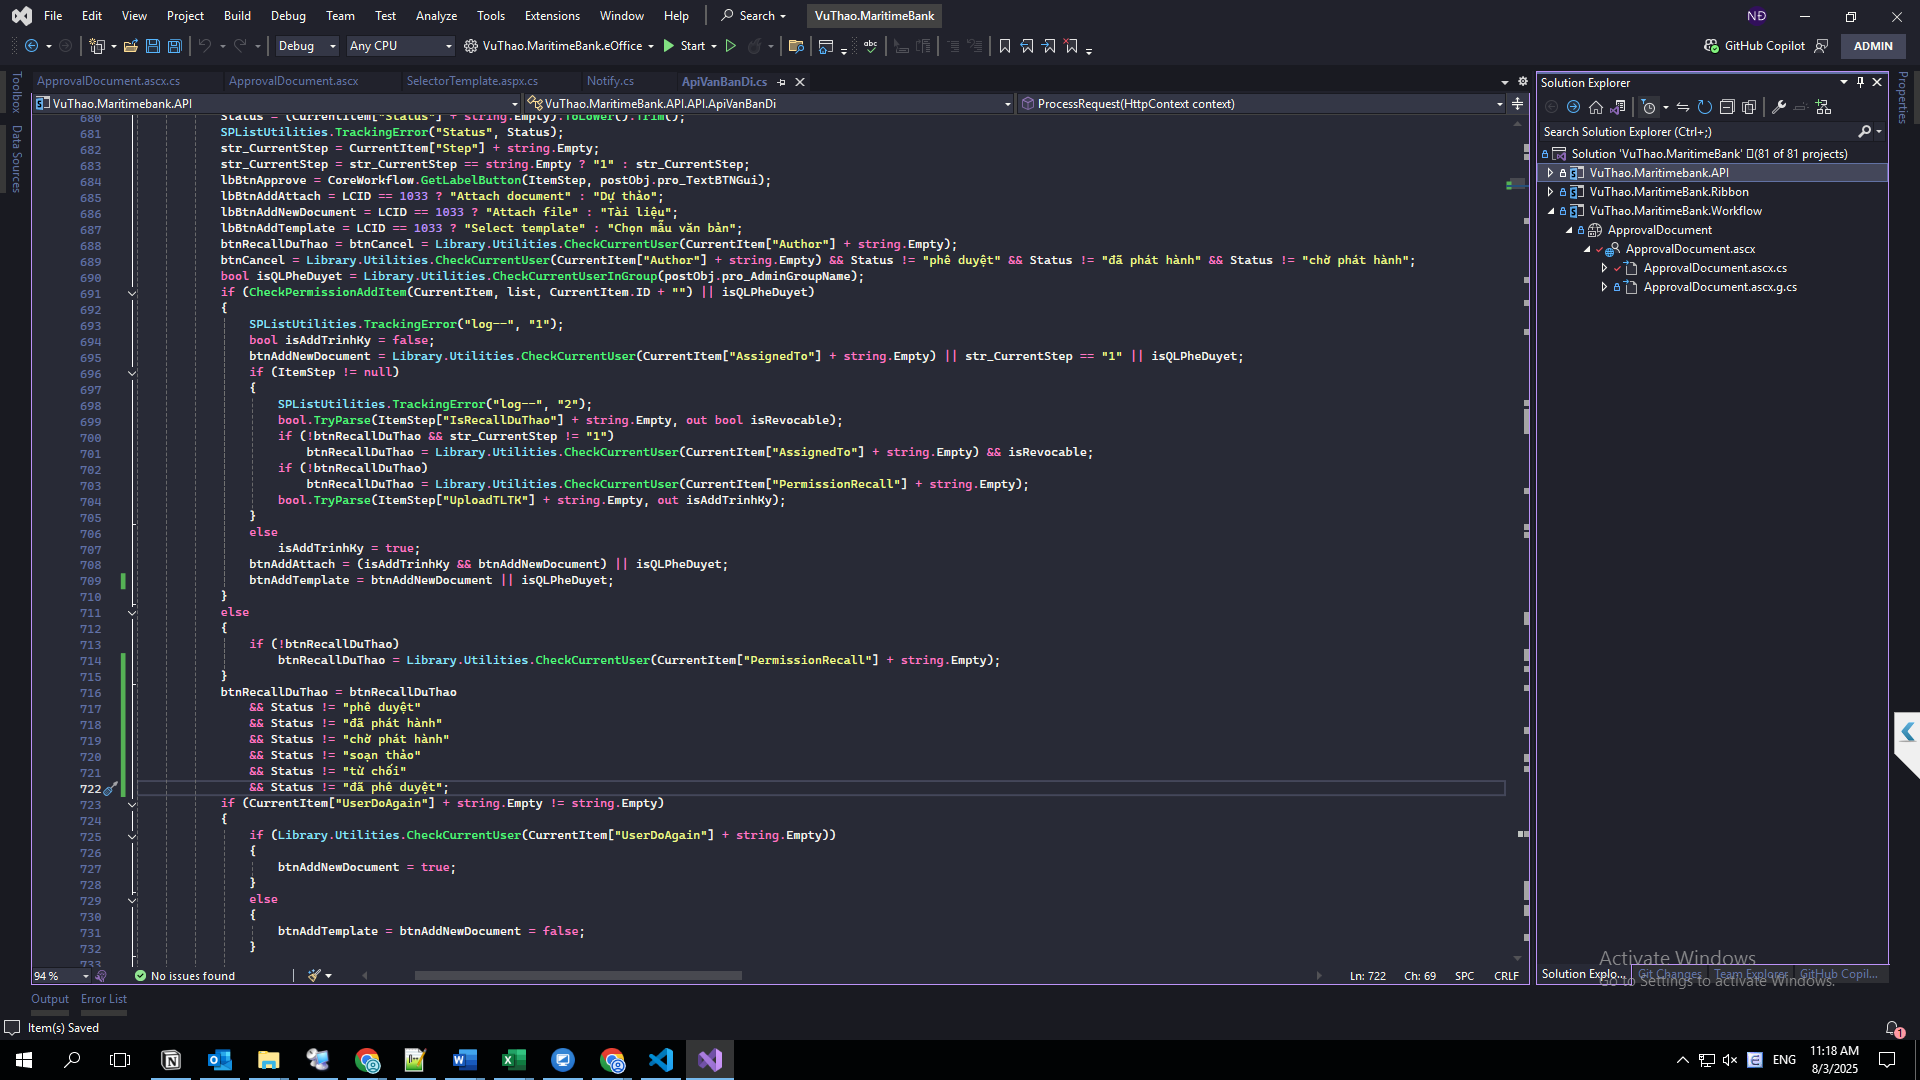 File Edit View Project Build Debug Team Test Analyze Tools Extensions Window Help Search VuThao.MaritimeBank NĐ
Debug Any CPU VuThao.MaritimeBank.eOffice Start GitHub Copilot ADMIN
ApprovalDocument.ascx.cs ApprovalDocument.ascx SelectorTemplate.aspx.cs Notify.cs ApiVanBanDi.cs
VuThao.Maritimebank.API VuThao.MaritimeBank.API.API.ApiVanBanDi ProcessRequest(HttpContext context)
Toolbox
Data Sources
680 Status = (CurrentItem["Status"] + string.Empty).ToLower().Trim();
681 SPListUtilities.TrackingError("Status", Status);
682 str_CurrentStep = CurrentItem["Step"] + string.Empty;
683 str_CurrentStep = str_CurrentStep == string.Empty ? "1" : str_CurrentStep;
684 lbBtnApprove = CoreWorkflow.GetLabelButton(ItemStep, postObj.pro_TextBTNGui);
685 lbBtnAddAttach = LCID == 1033 ? "Attach document" : "Dự thảo";
686 lbBtnAddNewDocument = LCID == 1033 ? "Attach file" : "Tài liệu";
687 lbBtnAddTemplate = LCID == 1033 ? "Select template" : "Chọn mẫu văn bản";
688 btnRecallDuThao = btnCancel = Library.Utilities.CheckCurrentUser(CurrentItem["Author"] + string.Empty);
689 btnCancel = Library.Utilities.CheckCurrentUser(CurrentItem["Author"] + string.Empty) && Status != "phê duyệt" && Status != "đã phát hành" && Status != "chờ phát hành";
690 bool isQLPheDuyet = Library.Utilities.CheckCurrentUserInGroup(postObj.pro_AdminGroupName);
691 if (CheckPermissionAddItem(CurrentItem, list, CurrentItem.ID + "") || isQLPheDuyet)
692 {
693 SPListUtilities.TrackingError("log--", "1");
694 bool isAddTrinhKy = false;
695 btnAddNewDocument = Library.Utilities.CheckCurrentUser(CurrentItem["AssignedTo"] + string.Empty) || str_CurrentStep == "1" || isQLPheDuyet;
696 if (ItemStep != null)
697 {
698 SPListUtilities.TrackingError("log--", "2");
699 bool.TryParse(ItemStep["IsRecallDuThao"] + string.Empty, out bool isRevocable);
700 if (!btnRecallDuThao && str_CurrentStep != "1")
701 btnRecallDuThao = Library.Utilities.CheckCurrentUser(CurrentItem["AssignedTo"] + string.Empty) && isRevocable;
702 if (!btnRecallDuThao)
703 btnRecallDuThao = Library.Utilities.CheckCurrentUser(CurrentItem["PermissionRecall"] + string.Empty);
704 bool.TryParse(ItemStep["UploadTLTK"] + string.Empty, out isAddTrinhKy);
705 }
706 else
707 isAddTrinhKy = true;
708 btnAddAttach = (isAddTrinhKy && btnAddNewDocument) || isQLPheDuyet;
709 btnAddTemplate = btnAddNewDocument || isQLPheDuyet;
710 }
711 else
712 {
713 if (!btnRecallDuThao)
714 btnRecallDuThao = Library.Utilities.CheckCurrentUser(CurrentItem["PermissionRecall"] + string.Empty);
715 }
716 btnRecallDuThao = btnRecallDuThao
717 && Status != "phê duyệt"
718 && Status != "đã phát hành"
719 && Status != "chờ phát hành"
720 && Status != "soạn thảo"
721 && Status != "từ chối"
722 && Status != "đã phê duyệt";
723 if (CurrentItem["UserDoAgain"] + string.Empty != string.Empty)
724 {
725 if (Library.Utilities.CheckCurrentUser(CurrentItem["UserDoAgain"] + string.Empty))
726 {
727 btnAddNewDocument = true;
728 }
729 else
730 {
731 btnAddTemplate = btnAddNewDocument = false;
732 }
733
94 % No issues found Ln: 722 Ch: 69 SPC CRLF
Solution Explorer
Search Solution Explorer (Ctrl+;)
Solution 'VuThao.MaritimeBank' (81 of 81 projects)
VuThao.Maritimebank.API
VuThao.MaritimeBank.Ribbon
VuThao.MaritimeBank.Workflow
ApprovalDocument
ApprovalDocument.ascx
ApprovalDocument.ascx.cs
ApprovalDocument.ascx.g.cs
Properties
Activate Windows
Go to Settings to activate Windows.
Solution Explo... Git Changes Team Explorer GitHub Copil...
Output Error List
Item(s) Saved
1
ENG
11:18 AM
8/3/2025